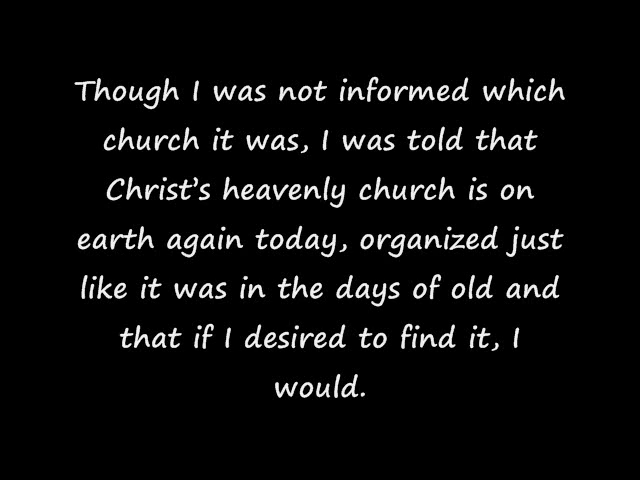 Though I was not informed which
church it was, I was told that
Christ's heavenly church is on
earth again today, organized just
like it was in the days of old and
that if I desired to find it, I
would.